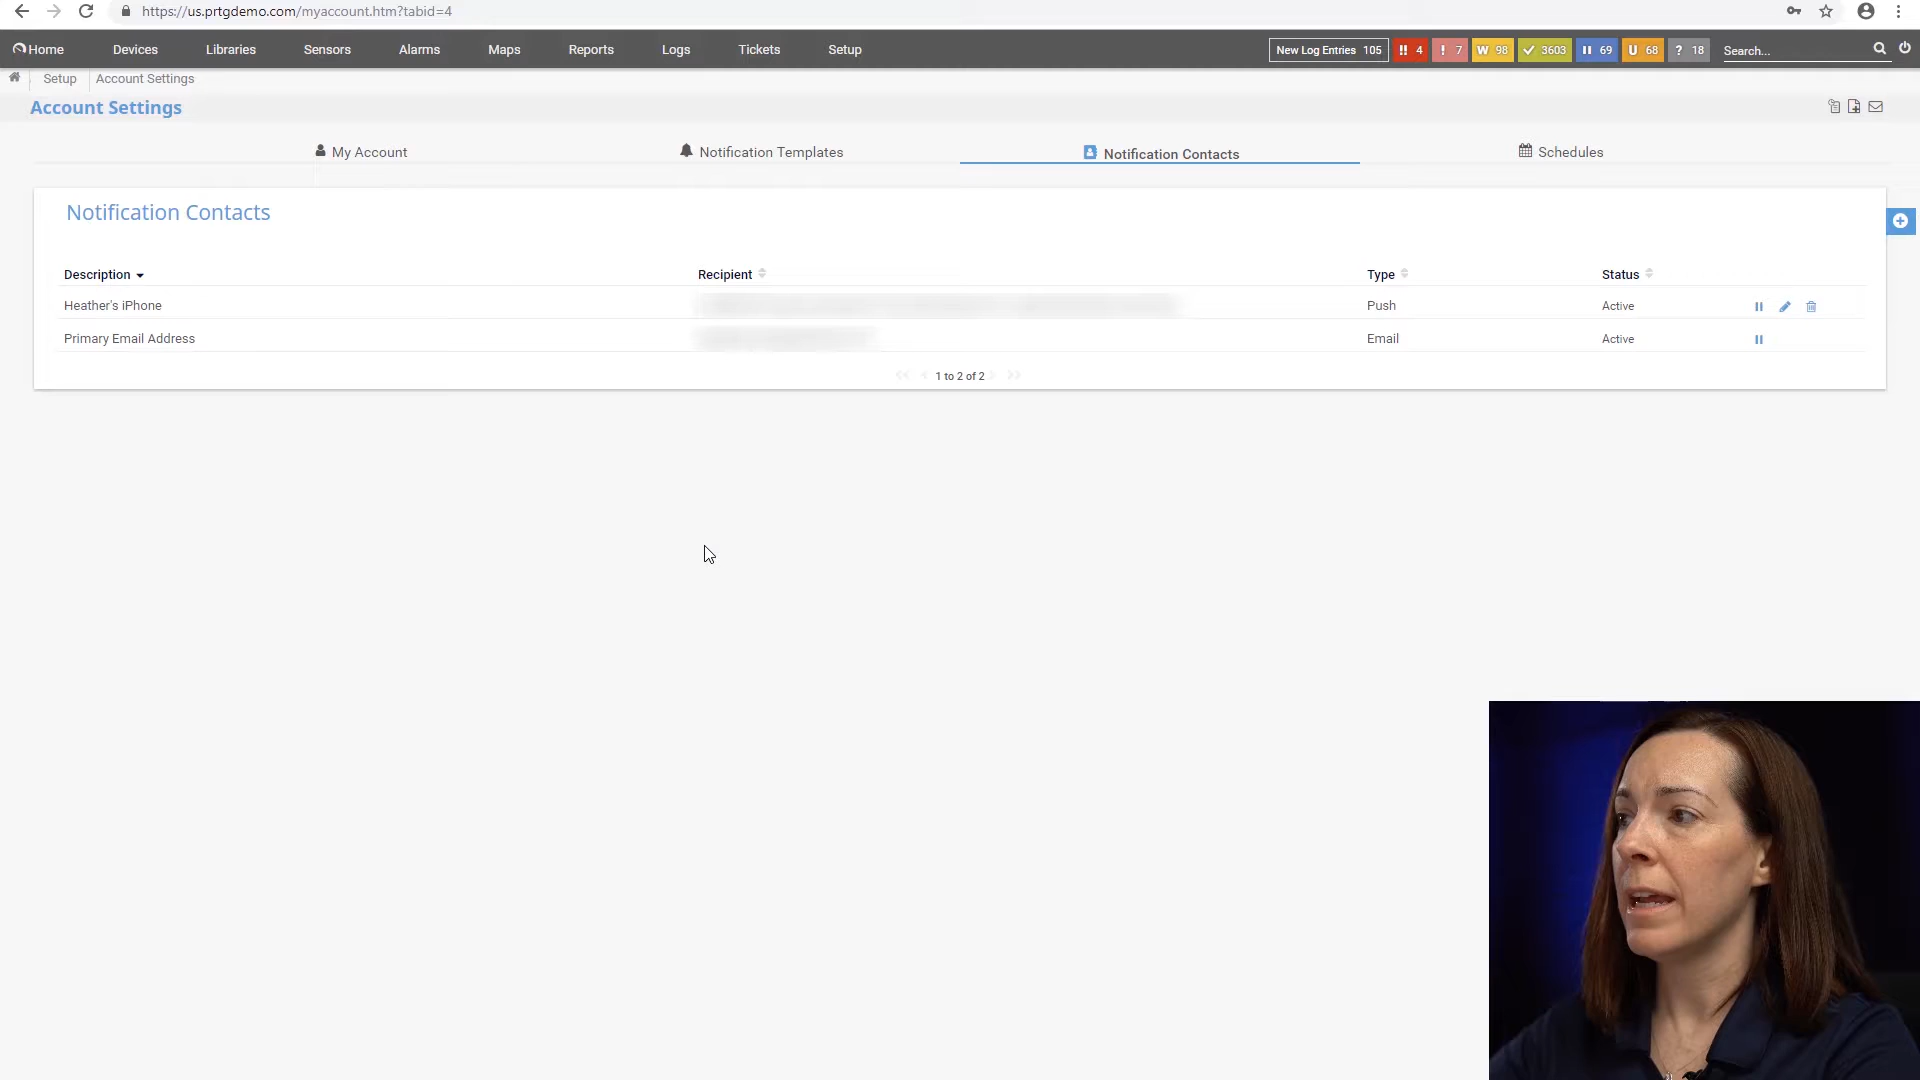 https://us.prtgdemo.com/myaccount.htm?tabid=4
Home Devices Libraries Sensors Alarms Maps Reports Logs Tickets Setup New Log Entries 105 !! 4 ! 7 W 98 3603 69 U 68 ? 18 Search...
Setup Account Settings
Account Settings
My Account Notification Templates Notification Contacts Schedules
Notification Contacts
Description Recipient Type Status
Heather's iPhone Push Active
Primary Email Address Email Active
<< < 1 to 2 of 2 > >>